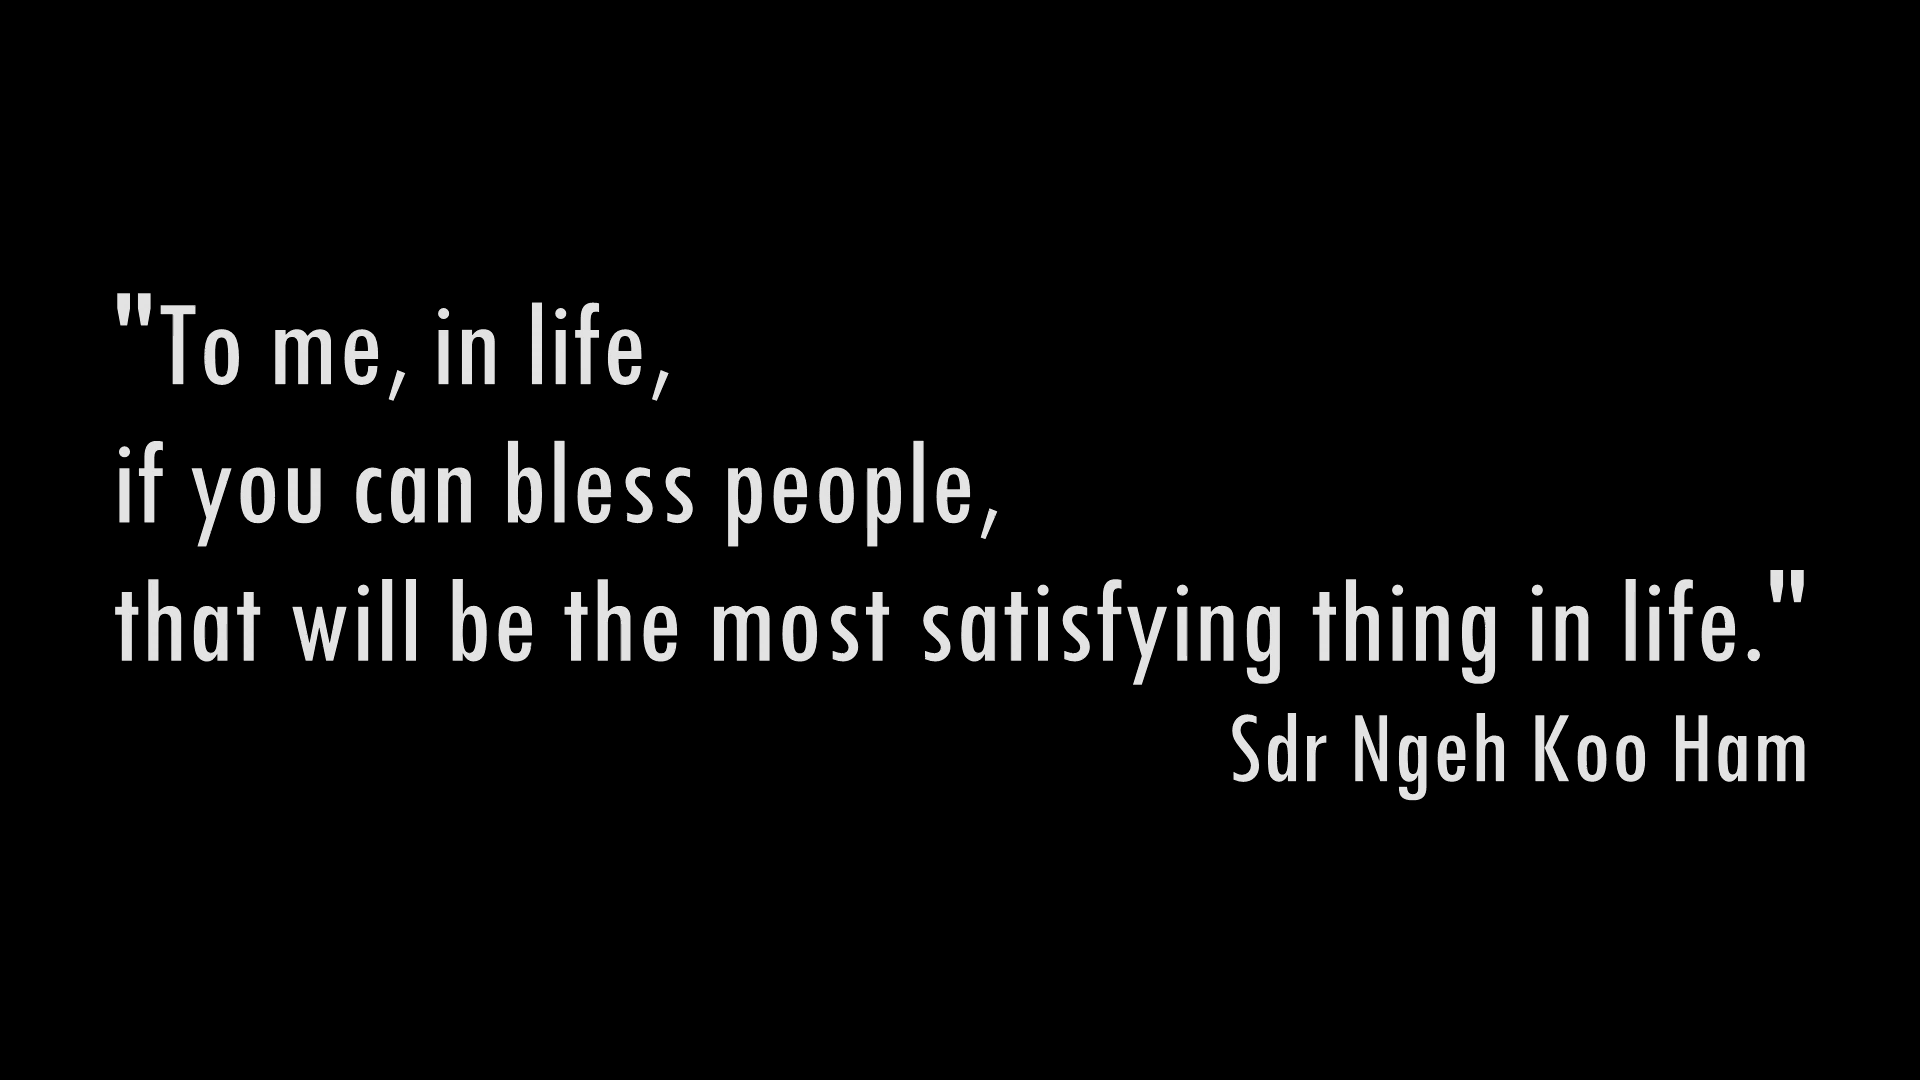 "To me, in life,
if you can bless people,
that will be the most satisfying thing in life."
Sdr Ngeh Koo Ham